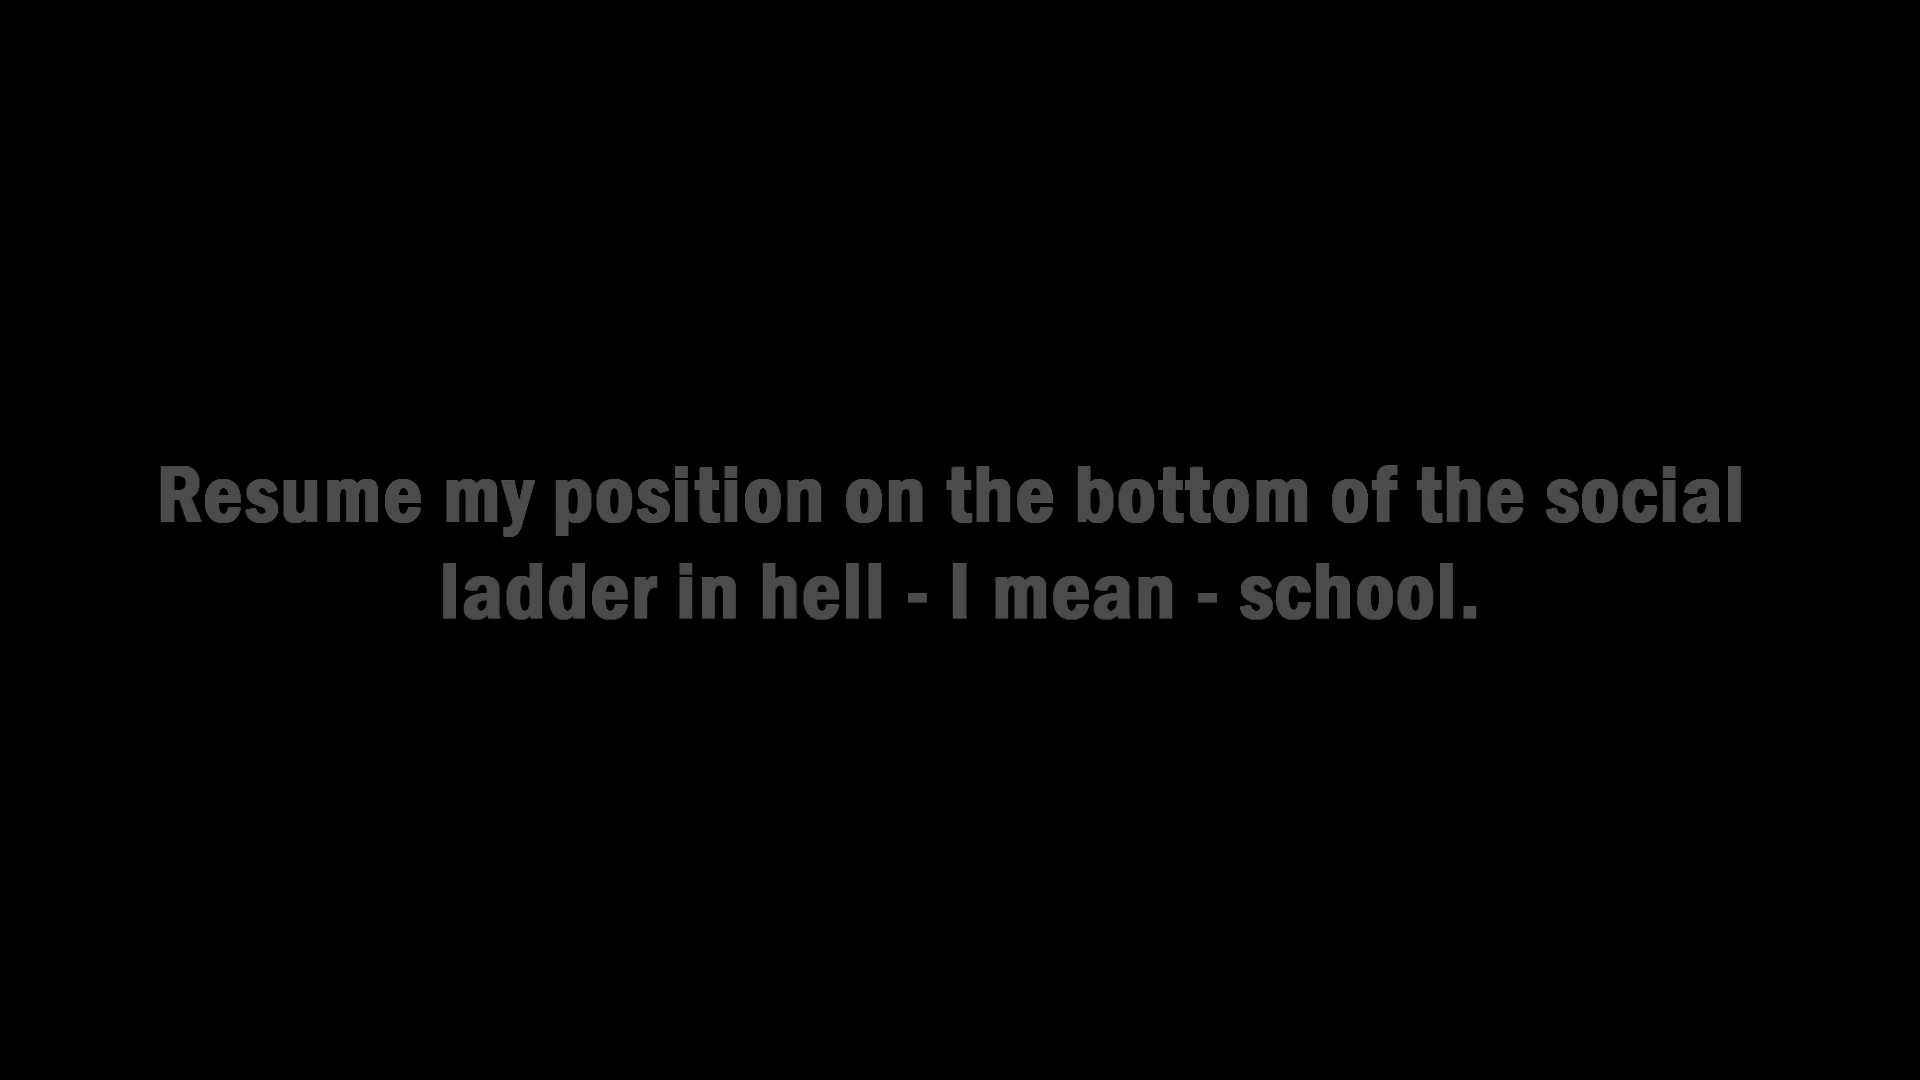 Resume my position on the bottom of the social
ladder in hell - I mean - school.